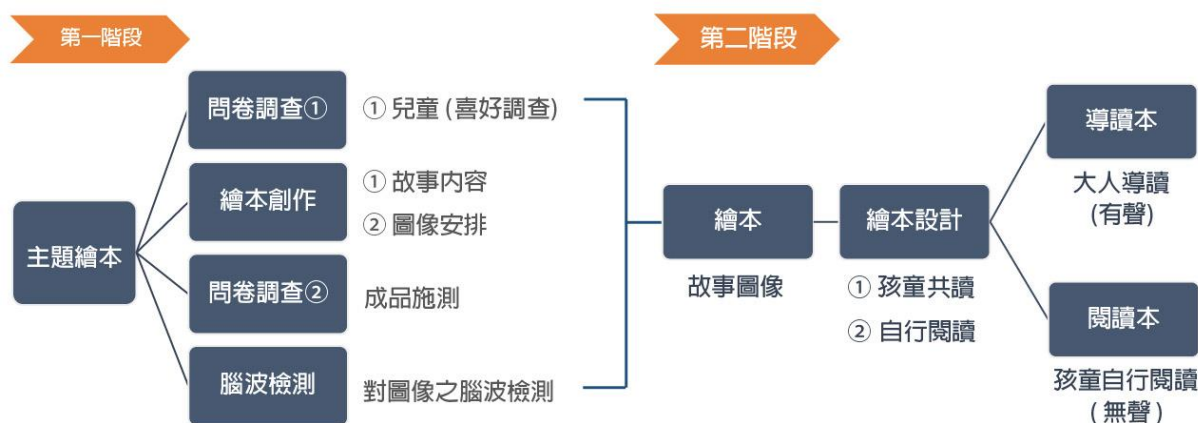 第一階段
第二階段
主題繪本
問卷調查①
① 兒童 (喜好調查)
繪本創作
① 故事內容
② 圖像安排
問卷調查②
成品施測
腦波檢測
對圖像之腦波檢測
繪本
故事圖像
繪本設計
① 孩童共讀
② 自行閱讀
導讀本
大人導讀
(有聲)
閱讀本
孩童自行閱讀
( 無聲 )